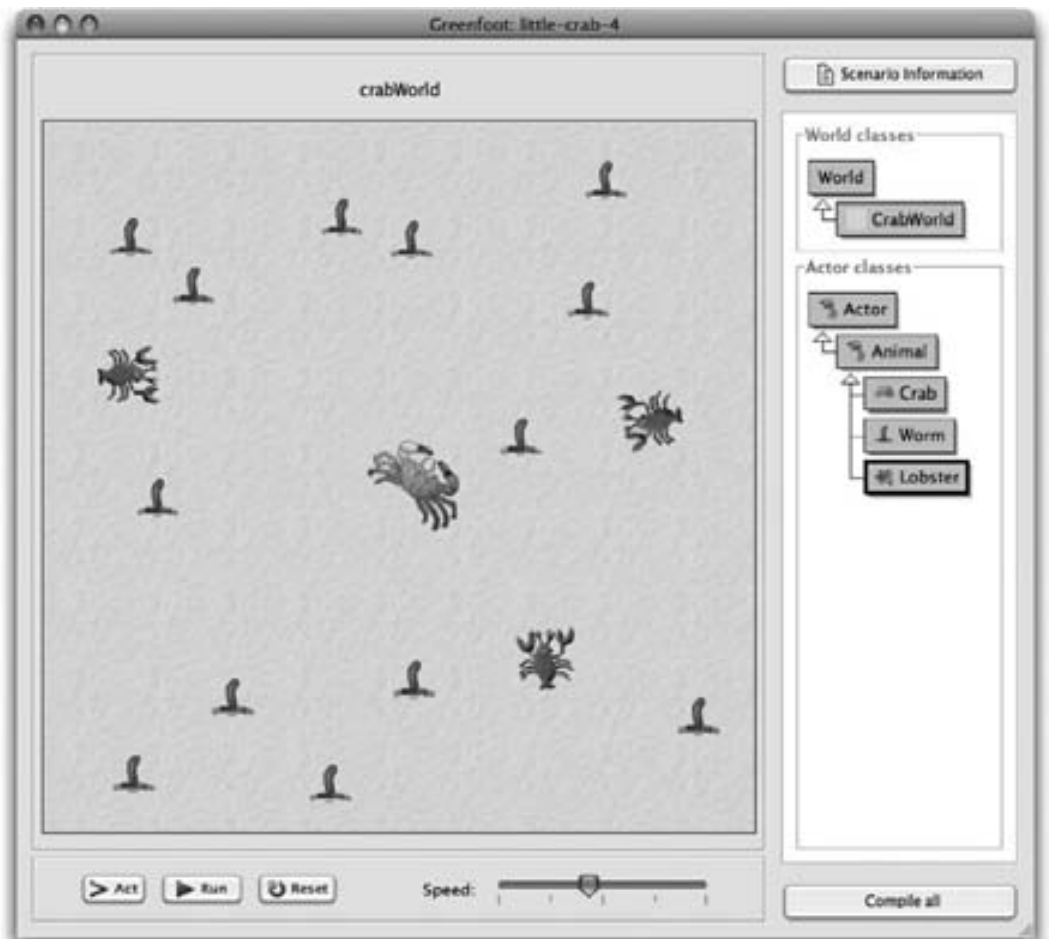 Greenfoot: little-crab-4
crabWorld
Scenario Information
World classes
World
CrabWorld
Actor classes
Actor
Animal
Crab
Worm
Lobster
Act
Run
Reset
Speed:
Compile all